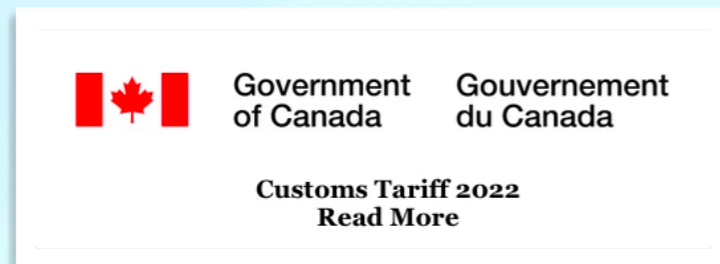 Government Gouvernement
of Canada du Canada
Customs Tariff 2022
Read More